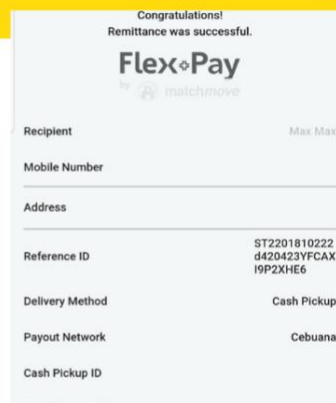 Congratulations!
Remittance was successful.
Flex+Pay
by matchmove
Recipient Max Max
Mobile Number
Address
Reference ID ST2201810222
d420423YFCAX
I9P2XHE6
Delivery Method Cash Pickup
Payout Network Cebuana
Cash Pickup ID